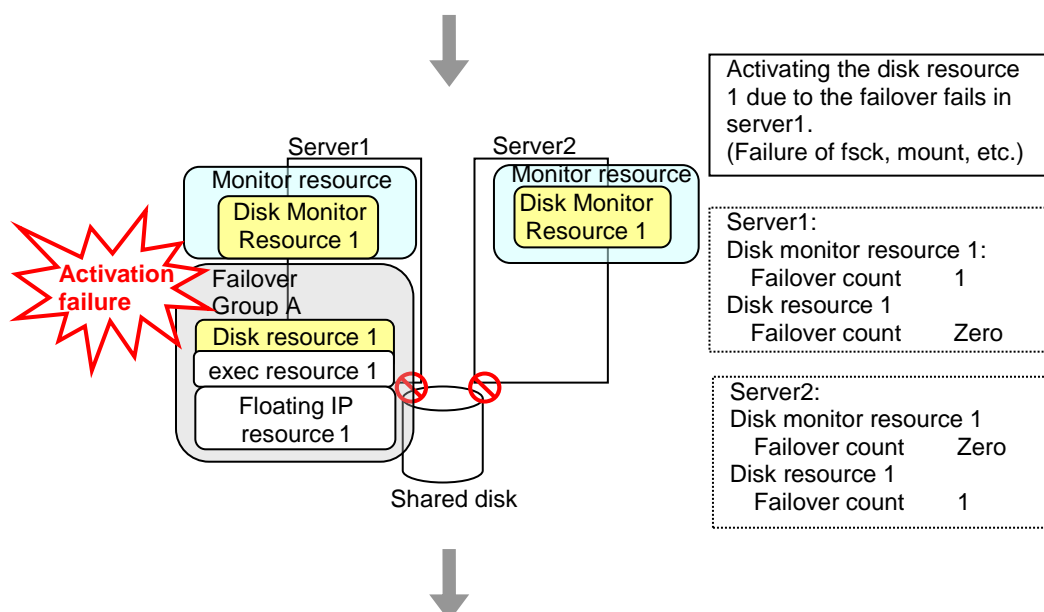 Activating the disk resource
1 due to the failover fails in
server1.
(Failure of fsck, mount, etc.)
Server1
Monitor resource
Disk Monitor
Resource 1
Activation
failure
Failover
Group A
Disk resource 1
exec resource 1
Floating IP
resource 1
Server2
Monitor resource
Disk Monitor
Resource 1
Shared disk
Server1:
Disk monitor resource 1:
Failover count 1
Disk resource 1
Failover count Zero
Server2:
Disk monitor resource 1
Failover count Zero
Disk resource 1
Failover count 1